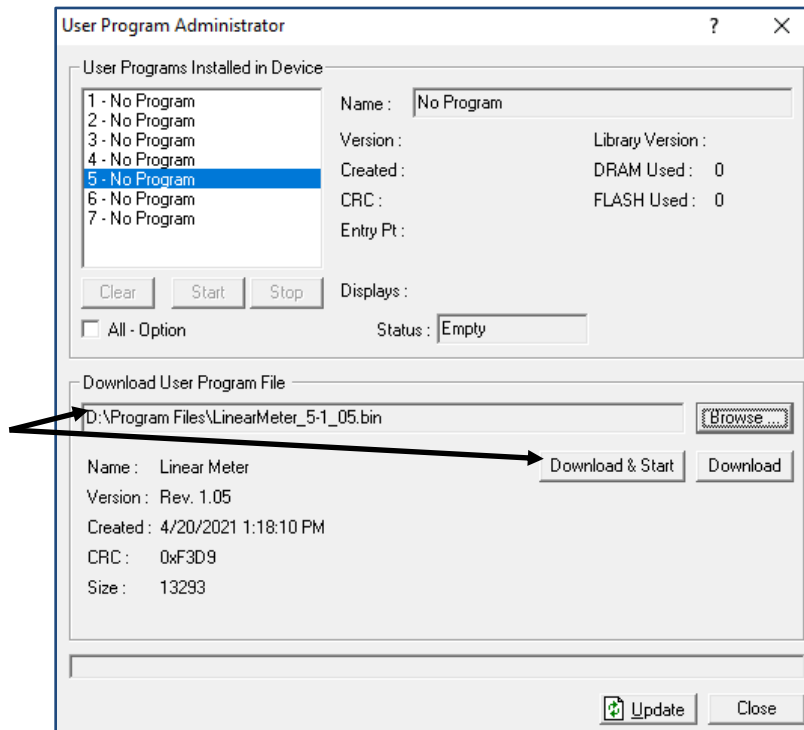 User Program Administrator ? X
User Programs Installed in Device
1 - No Program
2 - No Program
3 - No Program
4 - No Program
5 - No Program
6 - No Program
7 - No Program
Name : No Program
Version : Library Version :
Created : DRAM Used : 0
CRC : FLASH Used : 0
Entry Pt :
Clear Start Stop Displays :
All - Option Status : Empty
Download User Program File
D:\Program Files\LinearMeter_5-1_05.bin Browse ...
Name : Linear Meter Download & Start Download
Version : Rev. 1.05
Created : 4/20/2021 1:18:10 PM
CRC : 0xF3D9
Size : 13293
Update Close